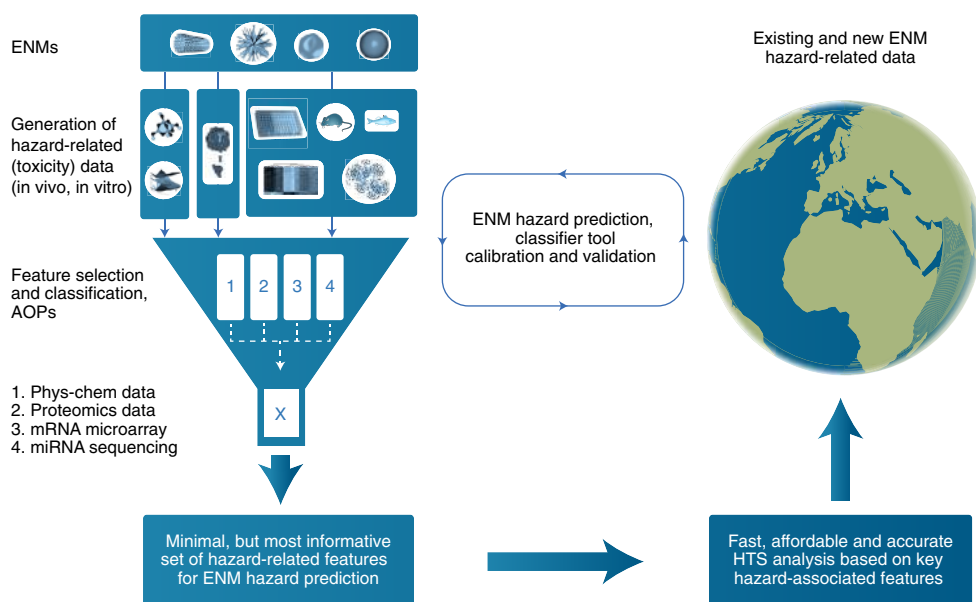 ENMs
Generation of
hazard-related
(toxicity) data
(in vivo, in vitro)
Feature selection
and classification,
AOPs
1 2 3 4
X
1. Phys-chem data
2. Proteomics data
3. mRNA microarray
4. miRNA sequencing
Minimal, but most informative
set of hazard-related features
for ENM hazard prediction
ENM hazard prediction,
classifier tool
calibration and validation
Existing and new ENM
hazard-related data
Fast, affordable and accurate
HTS analysis based on key
hazard-associated features